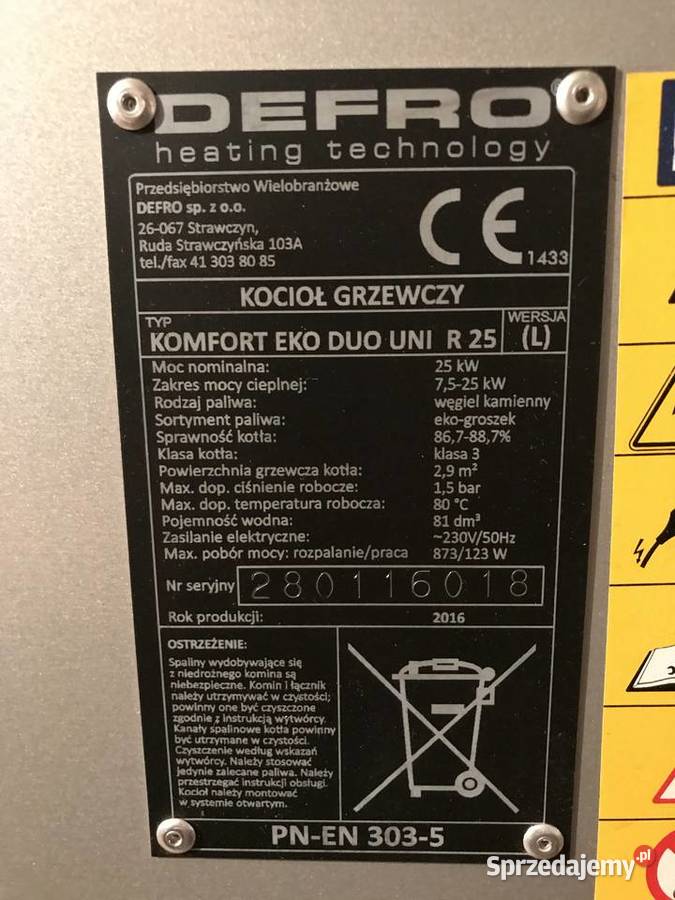 DEFRO
heating technology
Przedsiębiorstwo Wielobranżowe
DEFRO sp. z o.o.
26-067 Strawczyn,
Ruda Strawczyńska 103A
tel./fax 41 303 80 85
CE 1433
KOCIOŁ GRZEWCZY
TYP
KOMFORT EKO DUO UNI R 25
WERSJA
(L)
Moc nominalna: 25 kW
Zakres mocy cieplnej: 7,5-25 kW
Rodzaj paliwa: węgiel kamienny
Sortyment paliwa: eko-groszek
Sprawność kotła: 86,7-88,7%
Klasa kotła: klasa 3
Powierzchnia grzewcza kotła: 2,9 m²
Max. dop. ciśnienie robocze: 1,5 bar
Max. dop. temperatura robocza: 80 °C
Pojemność wodna: 81 dm³
Zasilanie elektryczne: ~230V/50Hz
Max. pobór mocy: rozpalanie/praca 873/123 W
Nr seryjny 280116018
Rok produkcji: 2016
OSTRZEŻENIE:
Spaliny wydobywające się
z niedrożnego komina są
niebezpieczne. Komin i łącznik
należy utrzymywać w czystości;
powinny one być czyszczone
zgodnie z instrukcją wytwórcy.
Kanały spalinowe kotła powinny
być utrzymane w czystości.
Czyszczenie według wskazań
wytwórcy. Należy stosować
jedynie zalecane paliwa. Należy
przestrzegać instrukcji obsługi.
Kocioł należy montować
w systemie otwartym.
PN-EN 303-5
Sprzedajemy.pl